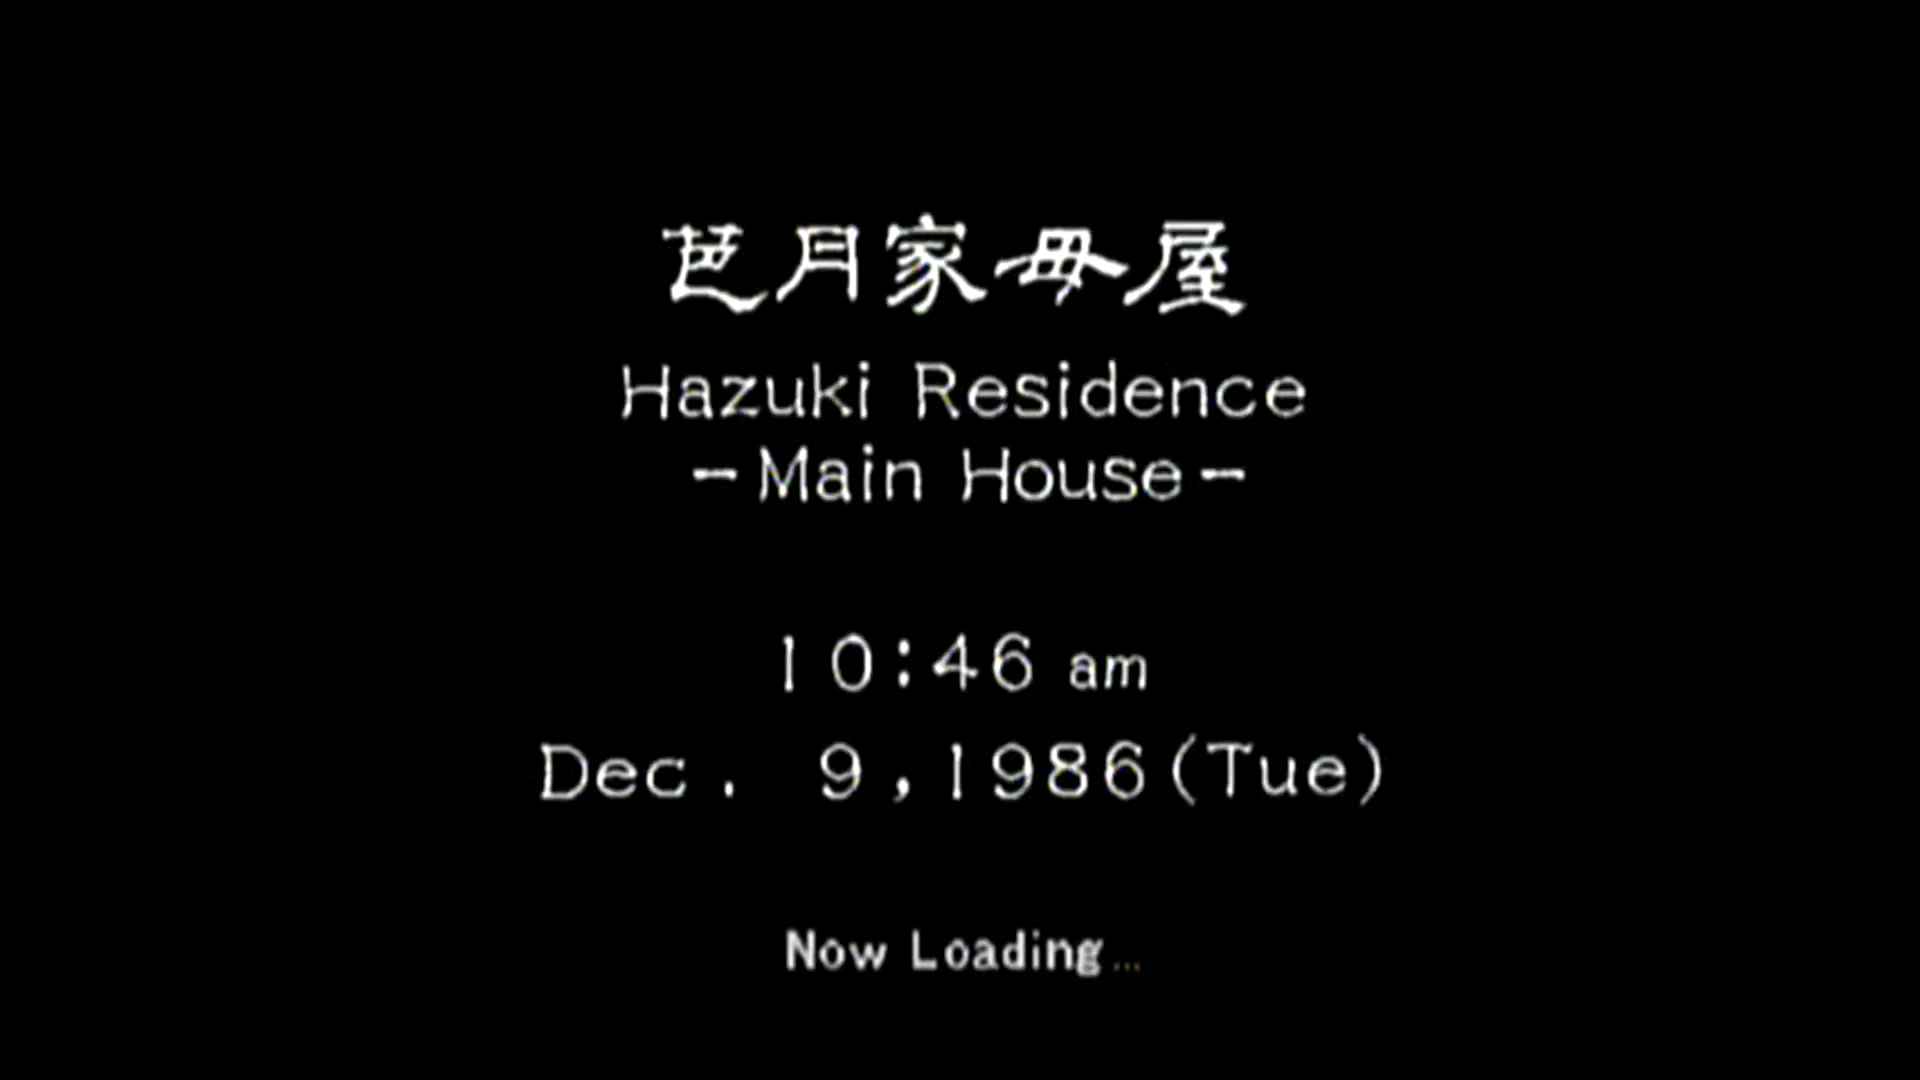 芭月家母屋
Hazuki Residence
-Main House-
10:46 am
Dec. 9,1986(Tue)
Now Loading...